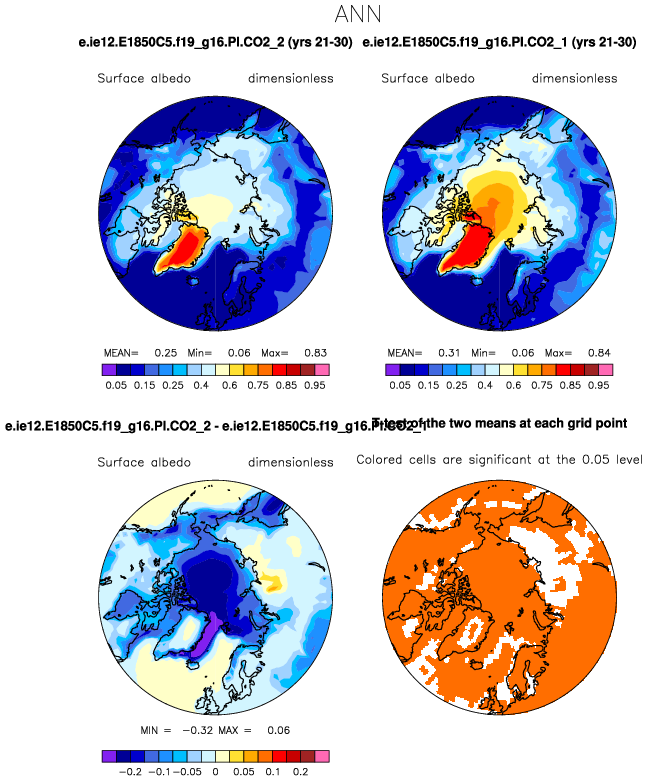 ANN
e.ie12.E1850C5.f19_g16.PI.CO2_2 (yrs 21-30) e.ie12.E1850C5.f19_g16.PI.CO2_1 (yrs 21-30)
Surface albedo dimensionless Surface albedo dimensionless
MEAN= 0.25 Min= 0.06 Max= 0.83 MEAN= 0.31 Min= 0.06 Max= 0.84
0.05 0.15 0.25 0.4 0.6 0.75 0.85 0.95 0.05 0.15 0.25 0.4 0.6 0.75 0.85 0.95
e.ie12.E1850C5.f19_g16.PI.CO2_2 - e.ie12.E1850C5.f19_g16.PI.CO2_1 T-test of the two means at each grid point
Surface albedo dimensionless Colored cells are significant at the 0.05 level
MIN = -0.32 MAX = 0.06
-0.2 -0.1 -0.05 0 0.05 0.1 0.2